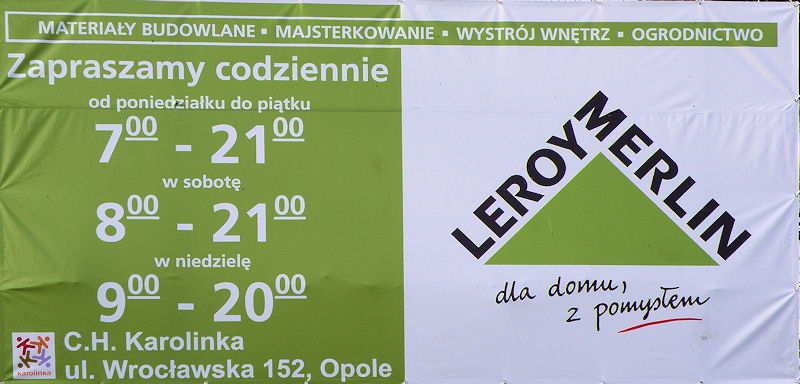 MATERIAŁY BUDOWLANE ▪ MAJSTERKOWANIE ▪ WYSTRÓJ WNĘTRZ ▪ OGRODNICTWO
Zapraszamy codziennie
od poniedziałku do piątku
700 - 2100
w sobotę
800 - 2100
w niedzielę
900 - 2000
karolinka
C.H. Karolinka
ul. Wrocławska 152, Opole
LEROY MERLIN
dla domu,
z pomysłem